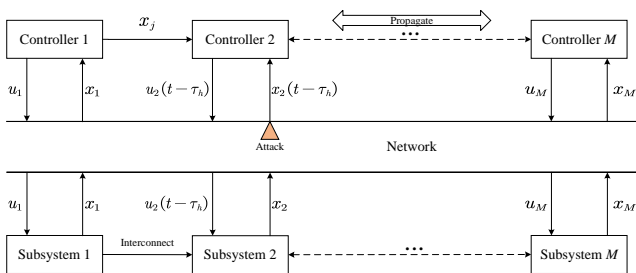 Propagate
x_j
...
Controller 1
Controller 2
Controller M
u_1
x_1
u_2(t−τ_h)
x_2(t−τ_h)
u_M
x_M
Attack
Network
u_1
x_1
u_2(t−τ_h)
x_2
u_M
x_M
Interconnect
...
Subsystem 1
Subsystem 2
Subsystem M